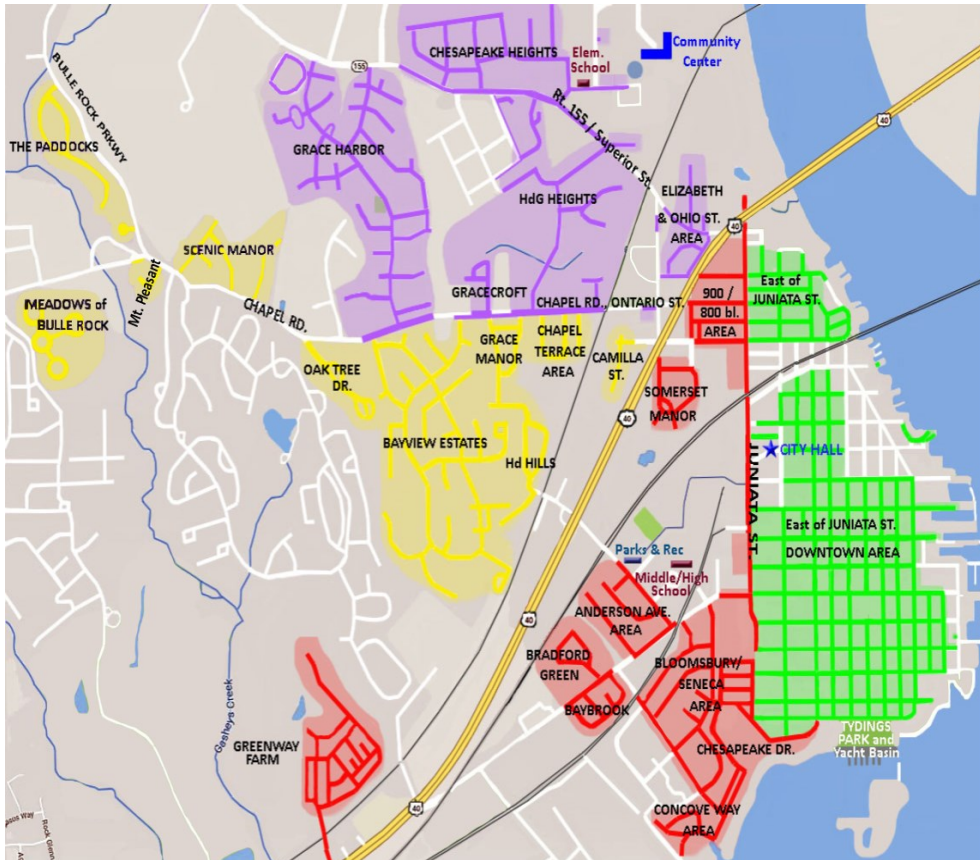 CHESAPEAKE HEIGHTS
Elem.
School
Community
Center
BULLE ROCK PRKWY
155
40
Rt. 155 / Superior St.
THE PADDOCKS
GRACE HARBOR
ELIZABETH
& OHIO ST.
AREA
HdG HEIGHTS
40
SCENIC MANOR
Mt. Pleasant
East of
JUNIATA ST.
GRACECROFT
CHAPEL RD., ONTARIO ST.
900 /
800 bl.
AREA
MEADOWS of
BULLE ROCK
CHAPEL RD.
GRACE
MANOR
CHAPEL
TERRACE
AREA
CAMILLA
ST.
OAK TREE
DR.
SOMERSET
MANOR
40
BAYVIEW ESTATES
Hd HILLS
JUNIATA ST.
CITY HALL
East of JUNIATA ST.
DOWNTOWN AREA
Parks & Rec
Middle/High
School
ANDERSON AVE.
AREA
40
BRADFORD
GREEN
BLOOMSBURY/
SENECA
AREA
BAYBROOK
Gasheys Creek
GREENWAY
FARM
CHESAPEAKE DR.
TYDINGS
PARK and
Yacht Basin
40
CONCOVE WAY
AREA
Way
Rock Glenn